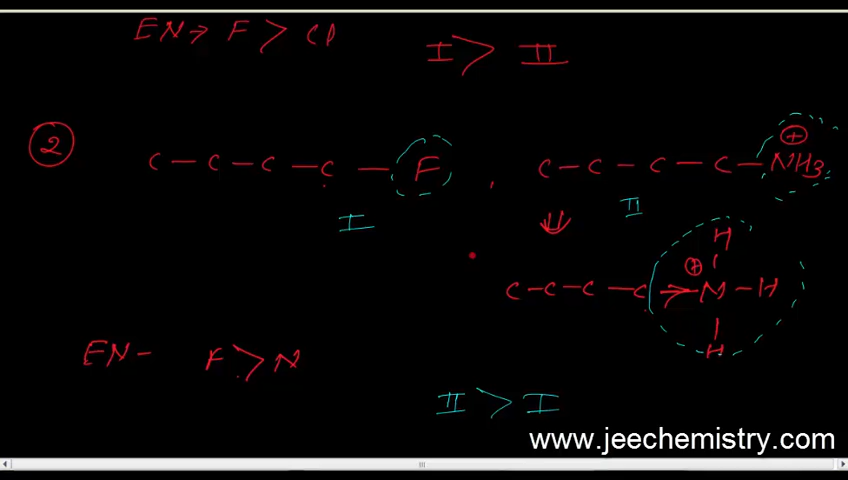 EN→ F > Cl
I > II
2
C – C – C – C – F , C – C – C – C – NH3 ⊕
I
II
⇓
H
⊕
C – C – C – C → N – H
H
EN – F > N
II > I
www.jeechemistry.com